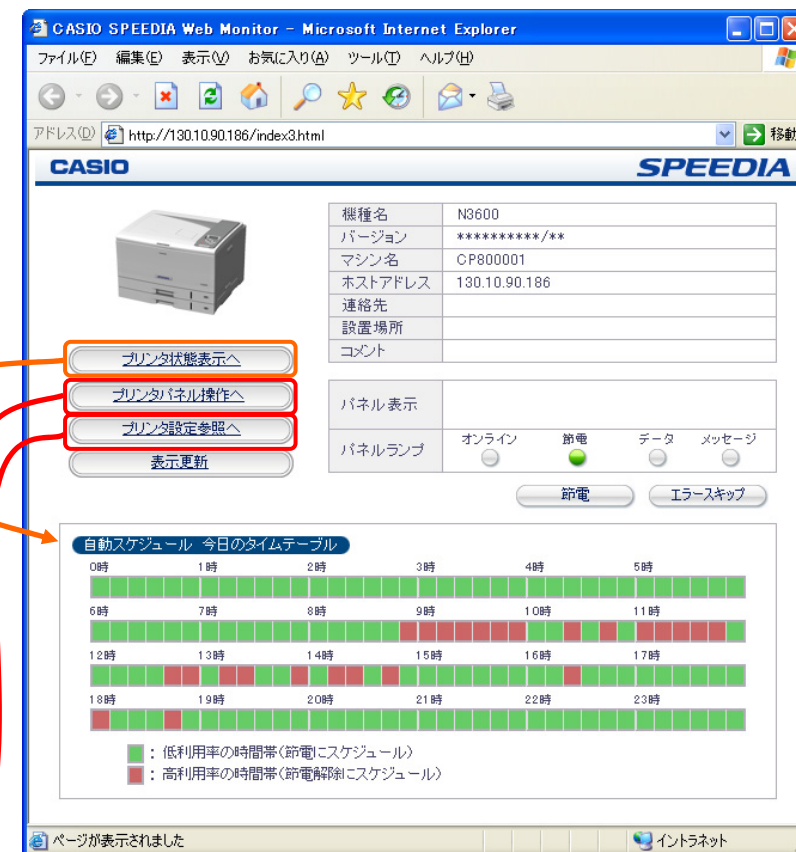 CASIO SPEEDIA Web Monitor - Microsoft Internet Explorer
ファイル(F) 編集(E) 表示(V) お気に入り(A) ツール(T) ヘルプ(H)
アドレス(D) http://130.10.90.186/index3.html 移動
CASIO SPEEDIA
機種名 N3600
バージョン **********/**
マシン名 CP800001
ホストアドレス 130.10.90.186
連絡先
設置場所
コメント
プリンタ状態表示へ
プリンタパネル操作へ
プリンタ設定参照へ
表示更新
パネル表示
パネルランプ オンライン 節電 データ メッセージ
節電 エラースキップ
自動スケジュール 今日のタイムテーブル
0時 1時 2時 3時 4時 5時
6時 7時 8時 9時 10時 11時
12時 13時 14時 15時 16時 17時
18時 19時 20時 21時 22時 23時
:低利用率の時間帯(節電にスケジュール)
:高利用率の時間帯(節電解除にスケジュール)
ページが表示されました イントラネット